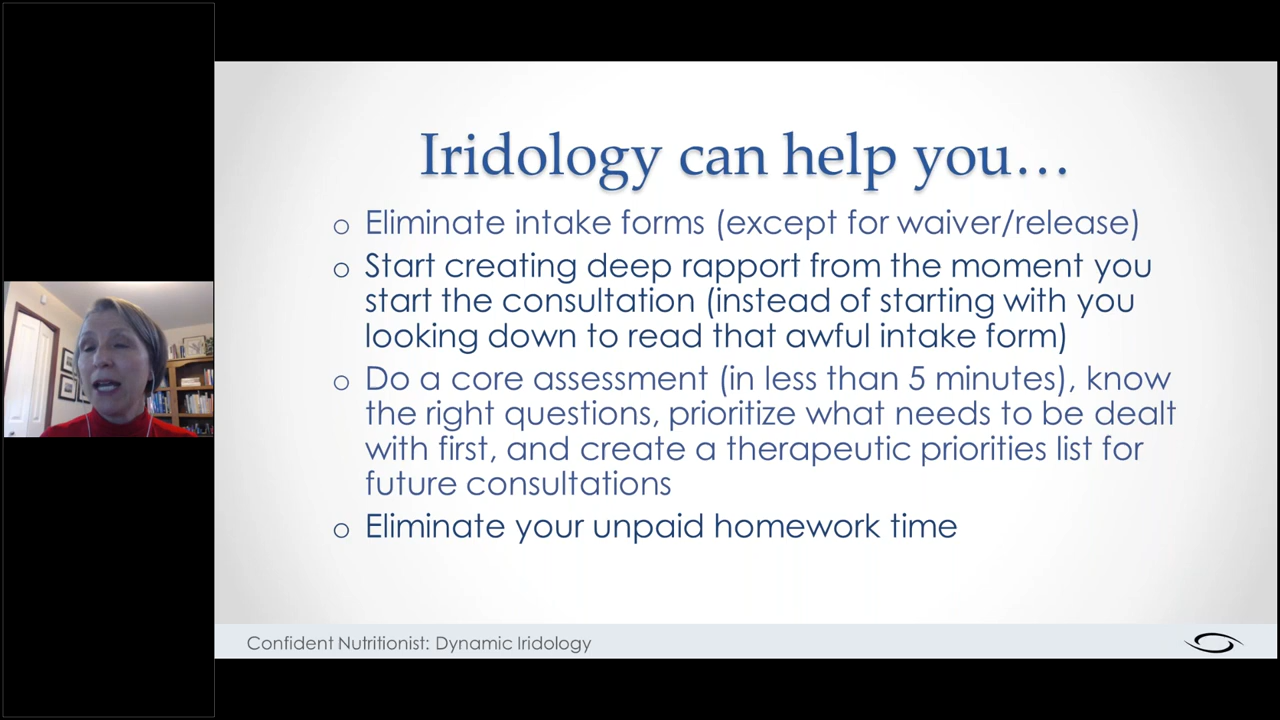 Iridology can help you…
Eliminate intake forms (except for waiver/release)
Start creating deep rapport from the moment you
start the consultation (instead of starting with you
looking down to read that awful intake form)
Do a core assessment (in less than 5 minutes), know
the right questions, prioritize what needs to be dealt
with first, and create a therapeutic priorities list for
future consultations
Eliminate your unpaid homework time
Confident Nutritionist: Dynamic Iridology